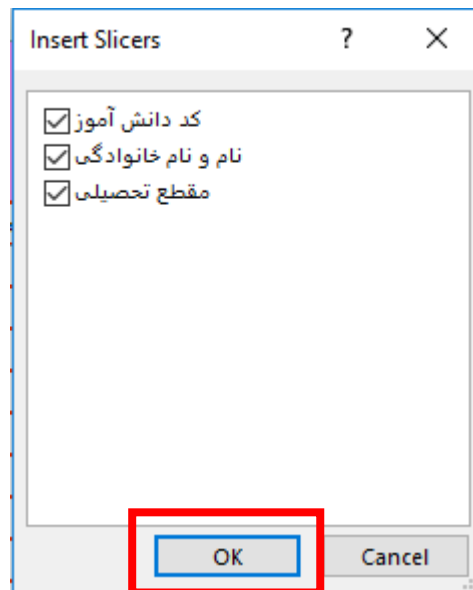 Insert Slicers ?
کد دانش آموز
نام و نام خانوادگی
مقطع تحصیلی
OK Cancel